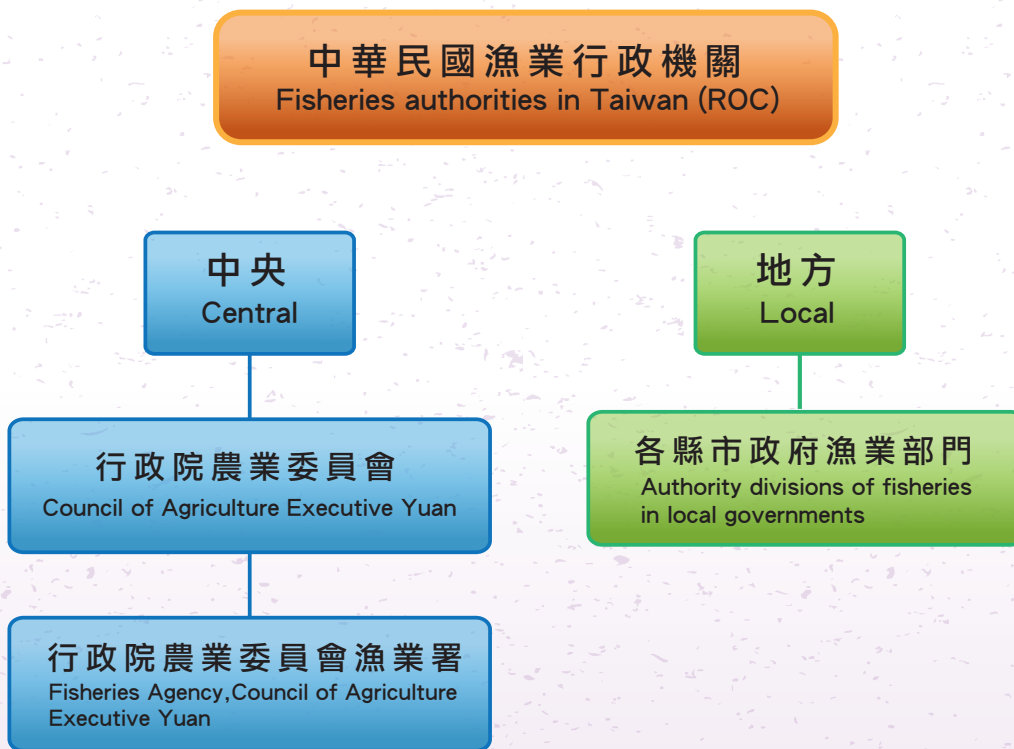 中華民國漁業行政機關
Fisheries authorities in Taiwan (ROC)
中央
Central
地方
Local
行政院農業委員會
Council of Agriculture Executive Yuan
各縣市政府漁業部門
Authority divisions of fisheries
in local governments
行政院農業委員會漁業署
Fisheries Agency,Council of Agriculture
Executive Yuan